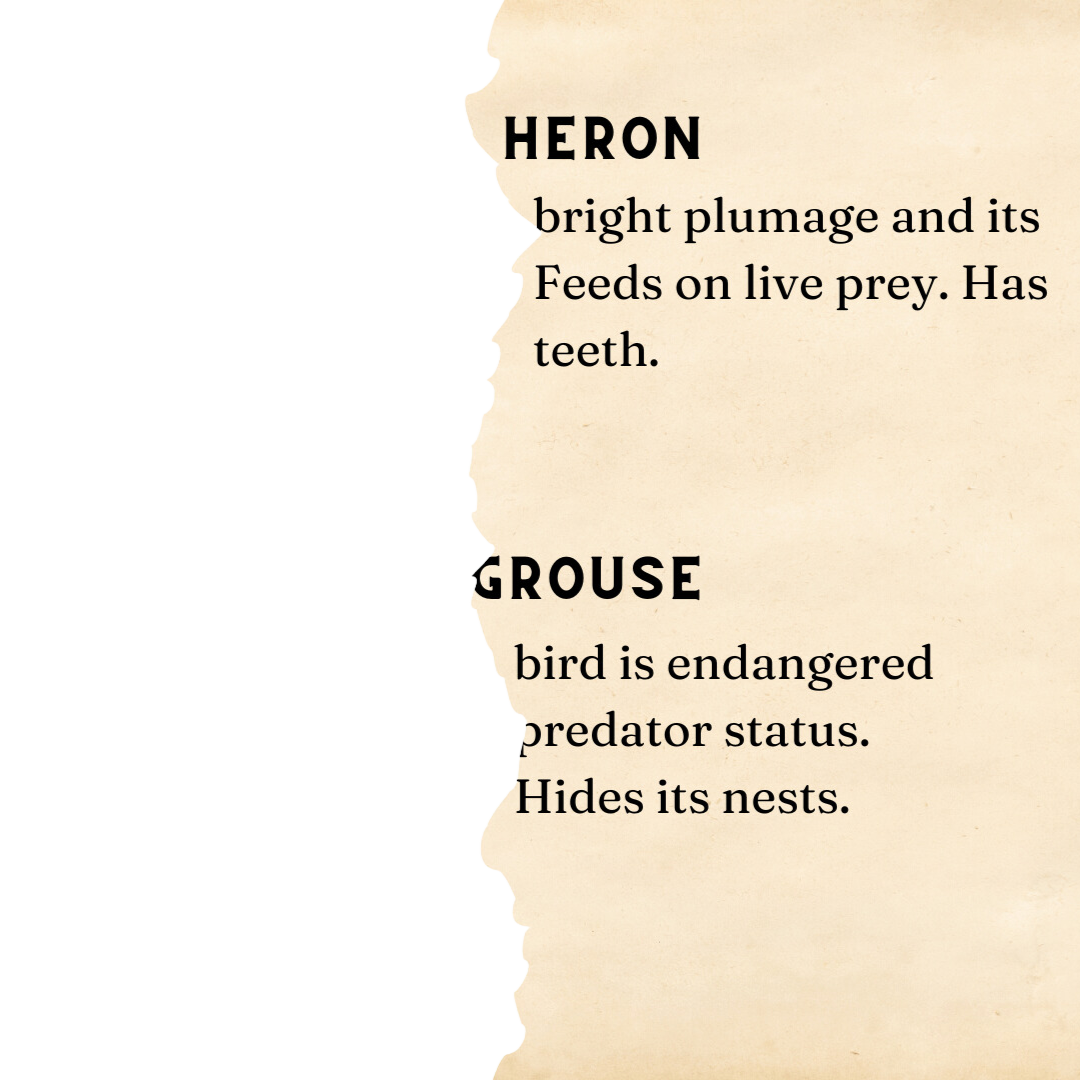 HERON
bright plumage and its
Feeds on live prey. Has
teeth.
GROUSE
bird is endangered
predator status.
Hides its nests.